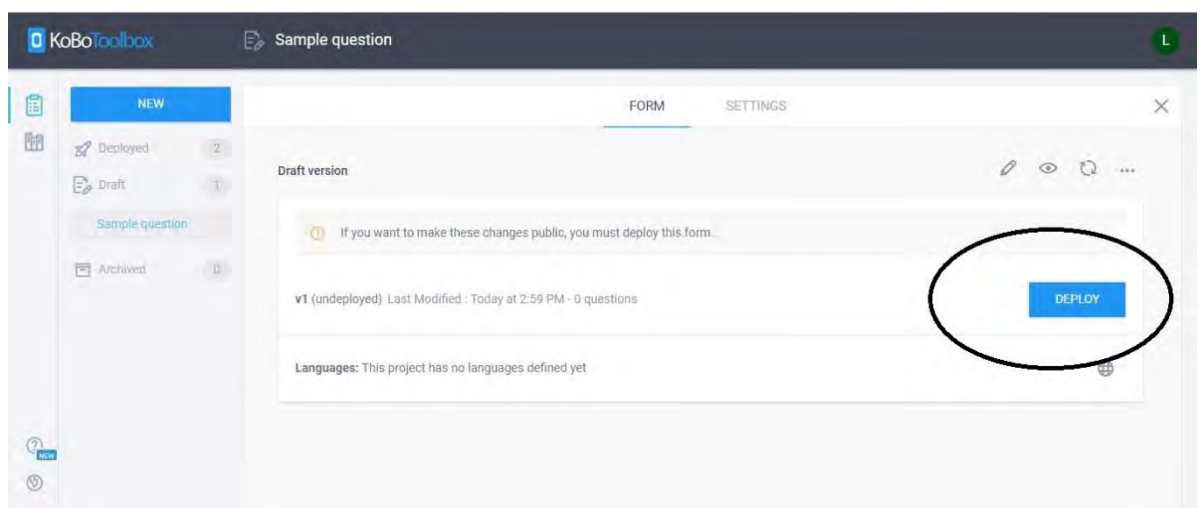 KoBoToolbox
Sample question
L
NEW
FORM
SETTINGS
Deployed 2
Draft 1
Sample question
Archived 0
Draft version
If you want to make these changes public, you must deploy this form.
v1 (undeployed) Last Modified : Today at 2:59 PM - 0 questions
DEPLOY
Languages: This project has no languages defined yet
NEW